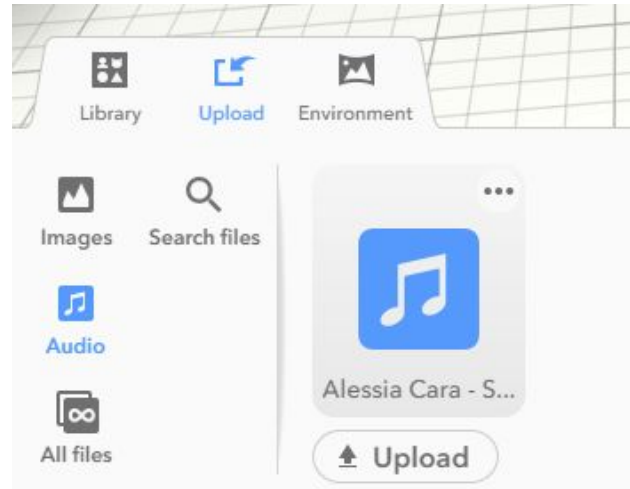 Library Upload Environment
Images Search files
Audio
All files
Alessia Cara - S...
Upload